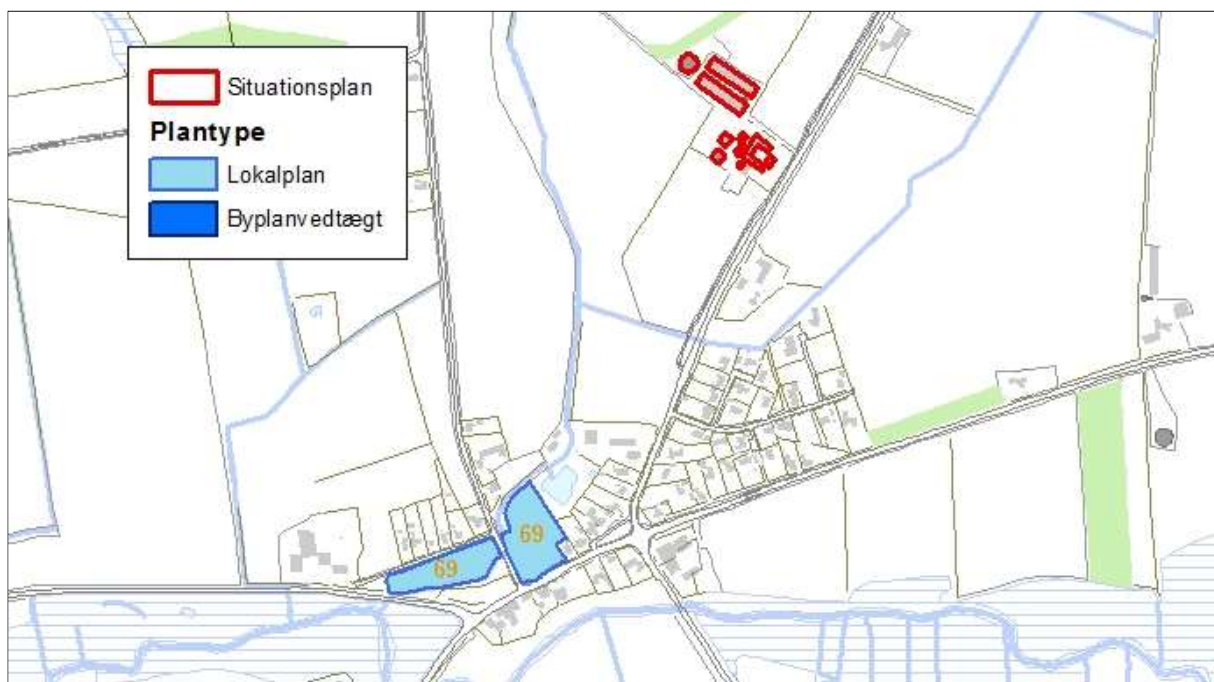 Situationsplan
Plantype
Lokalplan
Byplanvedtægt
69
69